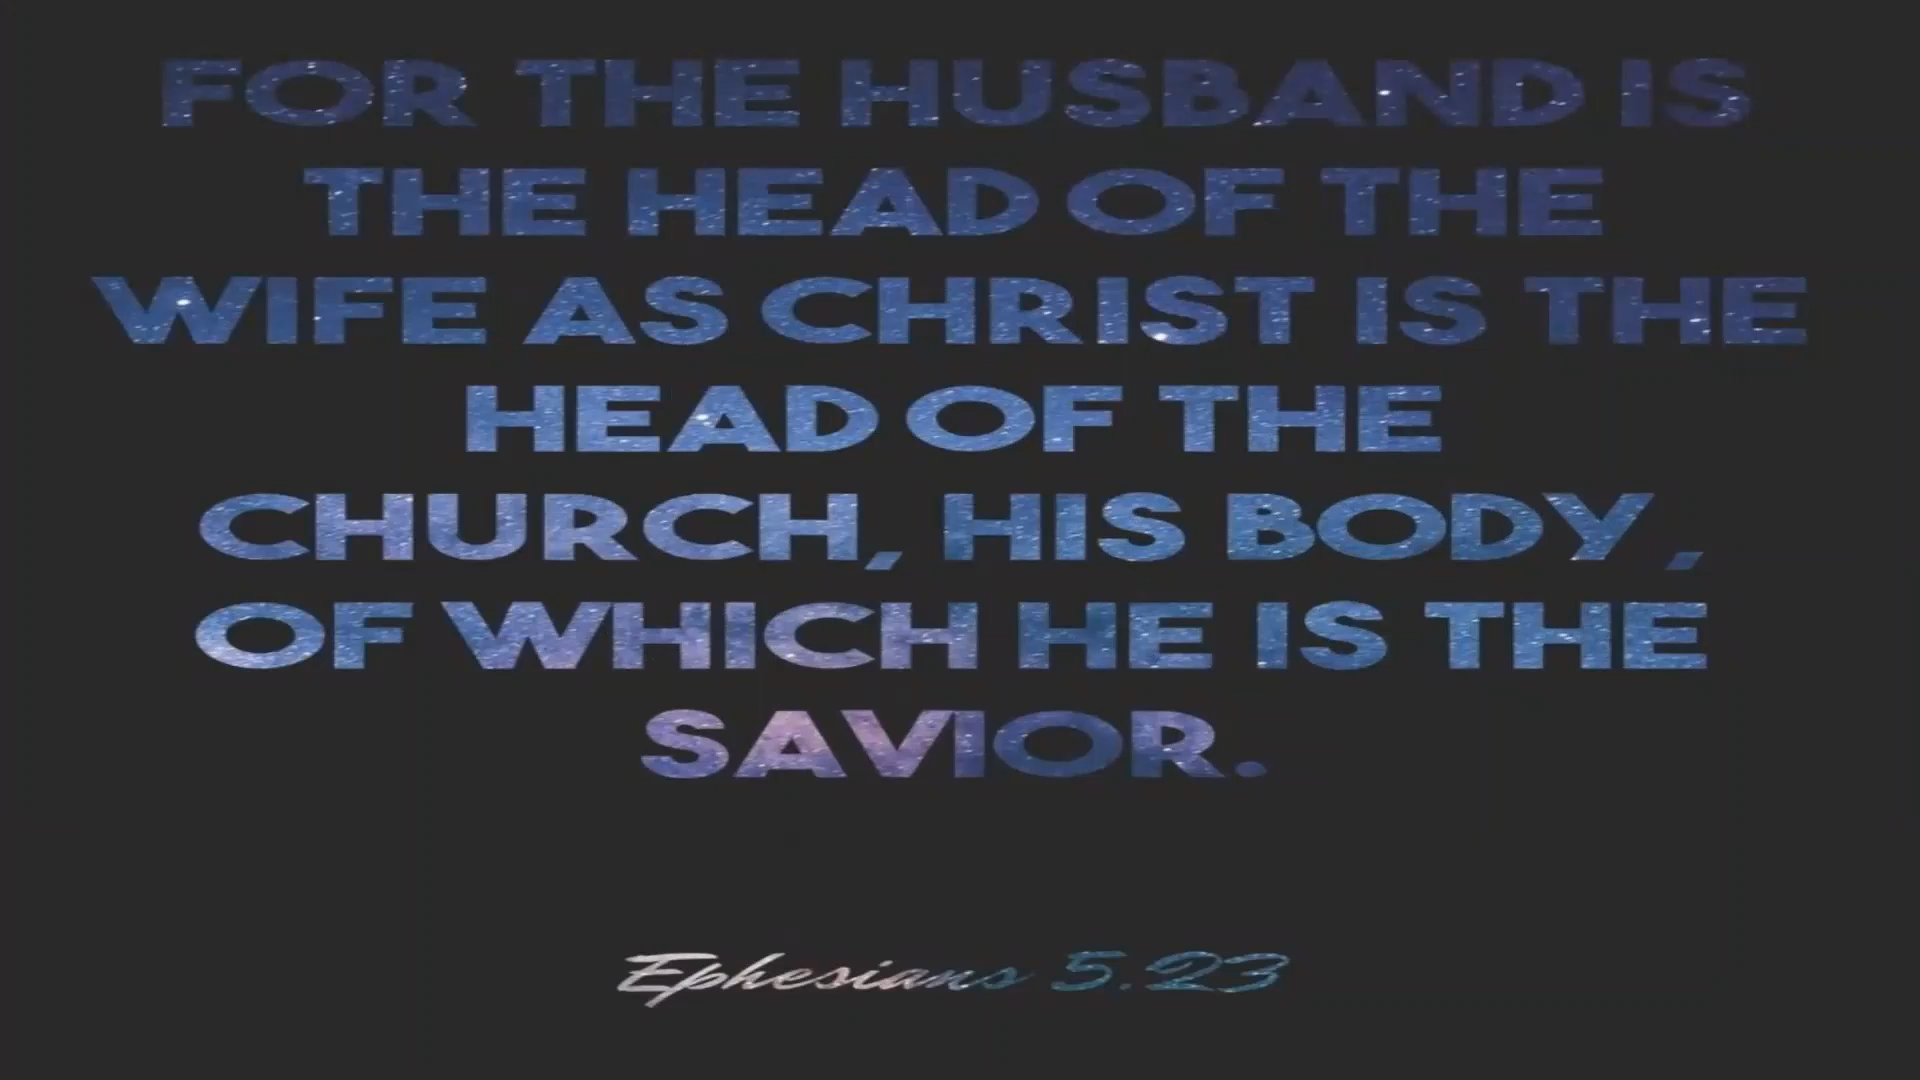 FOR THE HUSBAND IS
THE HEAD OF THE
WIFE AS CHRIST IS THE
HEAD OF THE
CHURCH, HIS BODY,
OF WHICH HE IS THE
SAVIOR.
Ephesians 5.23